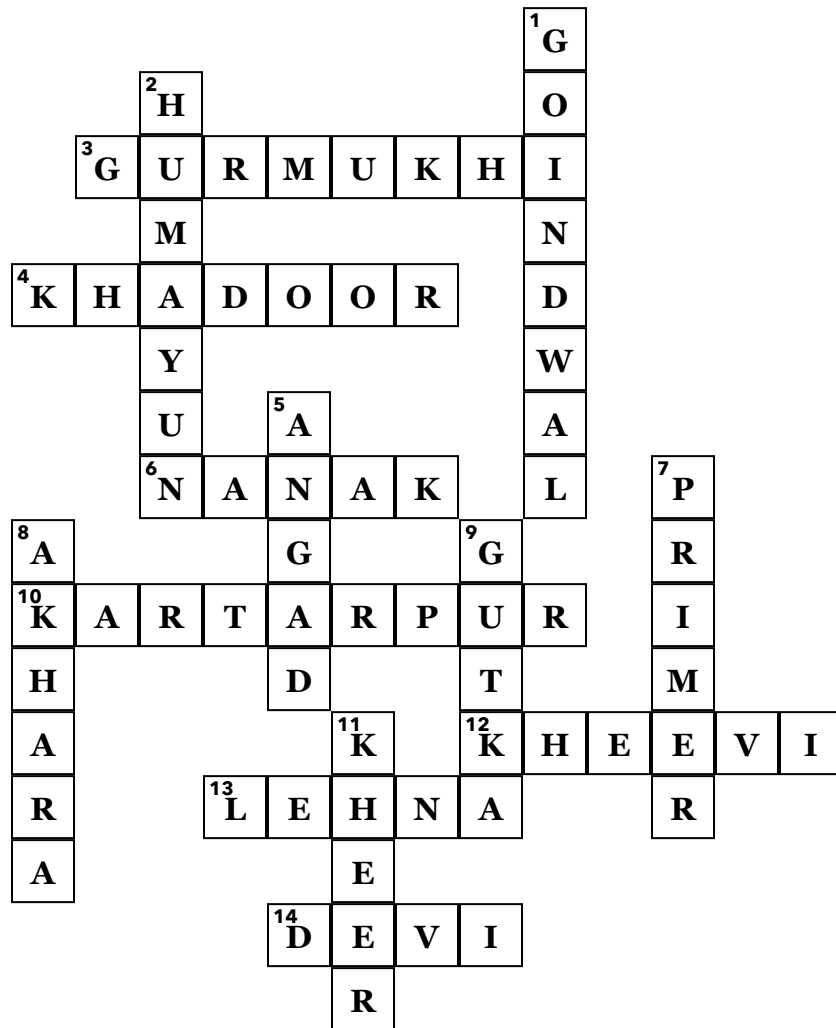 1 G
2 H O
3 G U R M U K H I
M N
4 K H A D O O R D
Y W
U 5 A A
6 N A N A K L 7 P
8 A G 9 G R
10 K A R T A R P U R I
H D T M
A 11 K 12 K H E E V I
R 13 L E H N A R
A E
14 D E V I
R